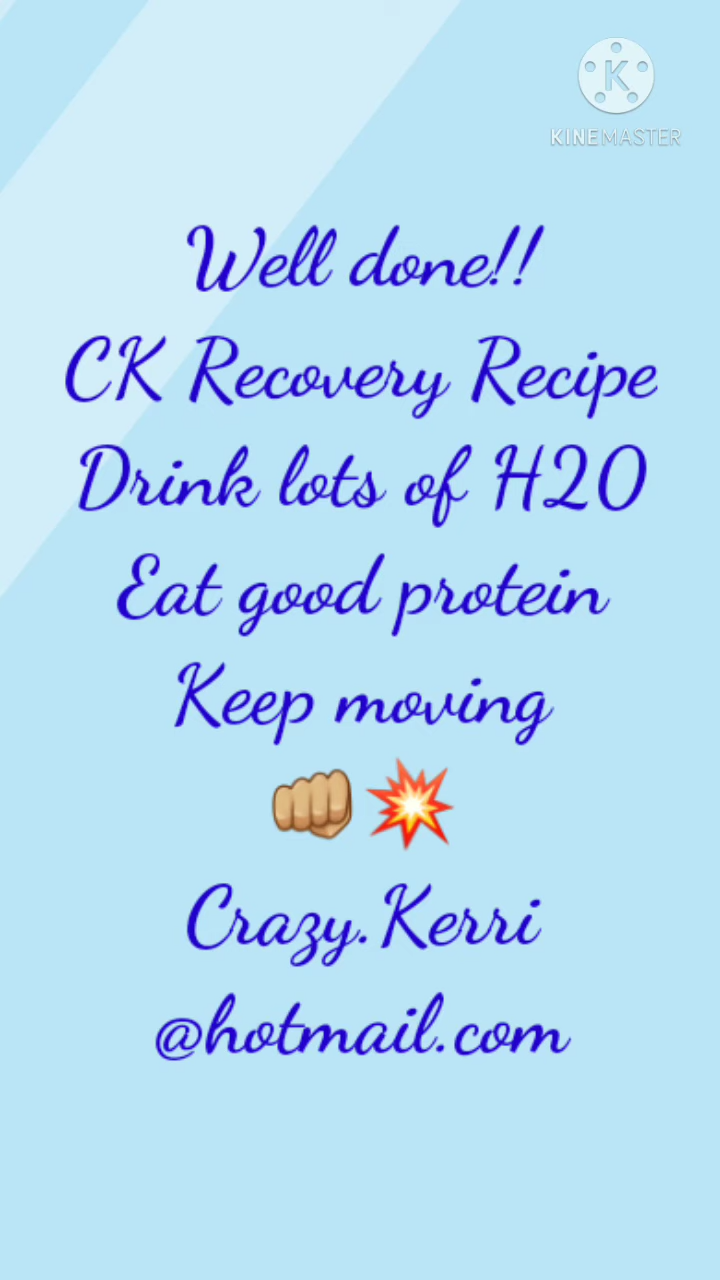 K
KINEMASTER
Well done!!
CK Recovery Recipe
Drink lots of H2O
Eat good protein
Keep moving
👊🏼💥
Crazy.Kerri
@hotmail.com